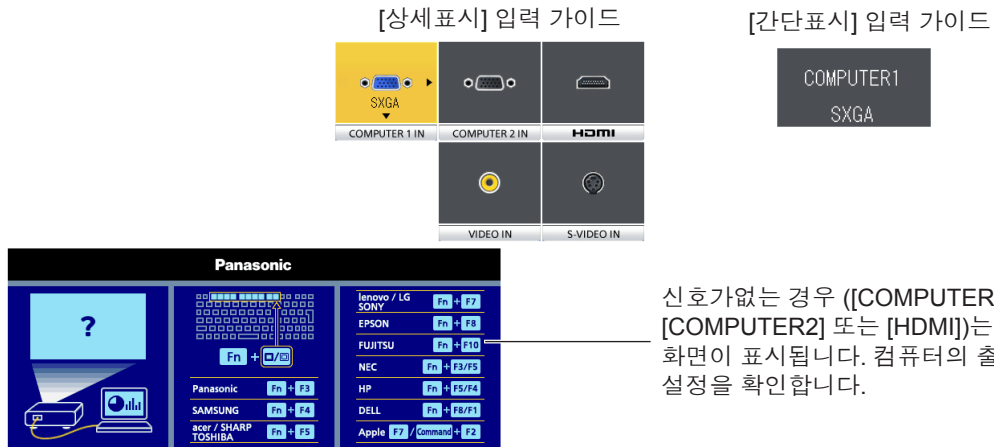 [상세표시] 입력 가이드
[간단표시] 입력 가이드
SXGA
COMPUTER 1 IN
COMPUTER 2 IN
HDMI
VIDEO IN
S-VIDEO IN
COMPUTER1
SXGA
Panasonic
?
Fn +
Panasonic Fn + F3
SAMSUNG Fn + F4
acer / SHARP
TOSHIBA Fn + F5
lenovo / LG
SONY Fn + F7
EPSON Fn + F8
FUJITSU Fn + F10
NEC Fn + F3/F5
HP Fn + F5/F4
DELL Fn + F8/F1
Apple F7 / Command + F2
신호가없는 경우 ([COMPUTER
[COMPUTER2] 또는 [HDMI])는
화면이 표시됩니다. 컴퓨터의 출
설정을 확인합니다.